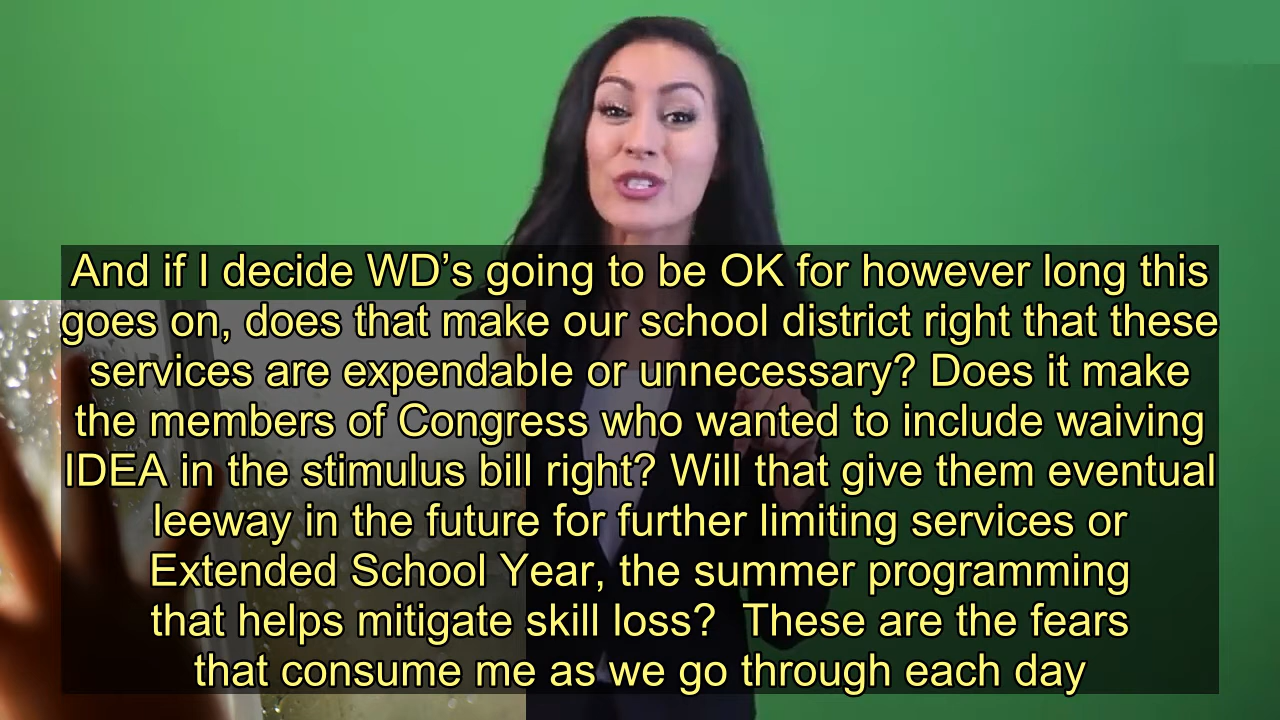 And if I decide WD’s going to be OK for however long this
goes on, does that make our school district right that these
services are expendable or unnecessary? Does it make
the members of Congress who wanted to include waiving
IDEA in the stimulus bill right? Will that give them eventual
leeway in the future for further limiting services or
Extended School Year, the summer programming
that helps mitigate skill loss?  These are the fears
that consume me as we go through each day